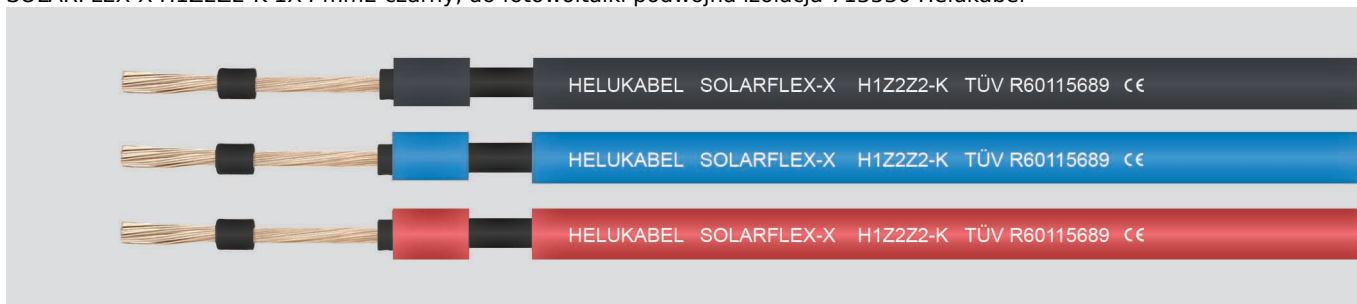 SOLARFLEX-X H1Z2Z2-K 1X4 mm2 czarny, do fotowoltaiki podwójna izolacja 713530 Helukabel
HELUKABEL SOLARFLEX-X H1Z2Z2-K TÜV R60115689 CE
HELUKABEL SOLARFLEX-X H1Z2Z2-K TÜV R60115689 CE
HELUKABEL SOLARFLEX-X H1Z2Z2-K TÜV R60115689 CE